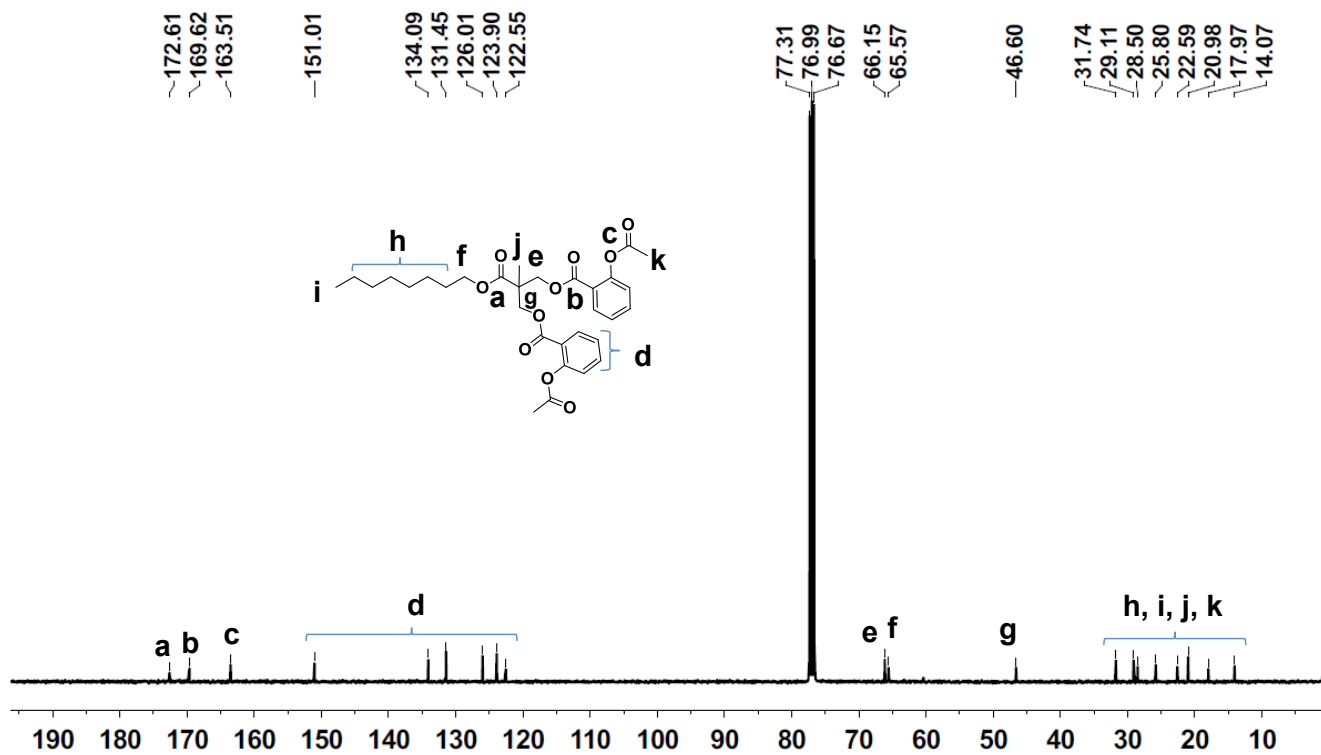 172.61
169.62
163.51
151.01
134.09
131.45
126.01
123.90
122.55
77.31
76.99
76.67
66.15
65.57
46.60
31.74
29.11
28.50
25.80
22.59
20.98
17.97
14.07
O
c
h
f
O
j
e
O
O
k
i
O
a
g
O
b
O
O
d
O
O
a
b
c
d
e
f
g
h, i, j, k
190 180 170 160 150 140 130 120 110 100 90 80 70 60 50 40 30 20 10